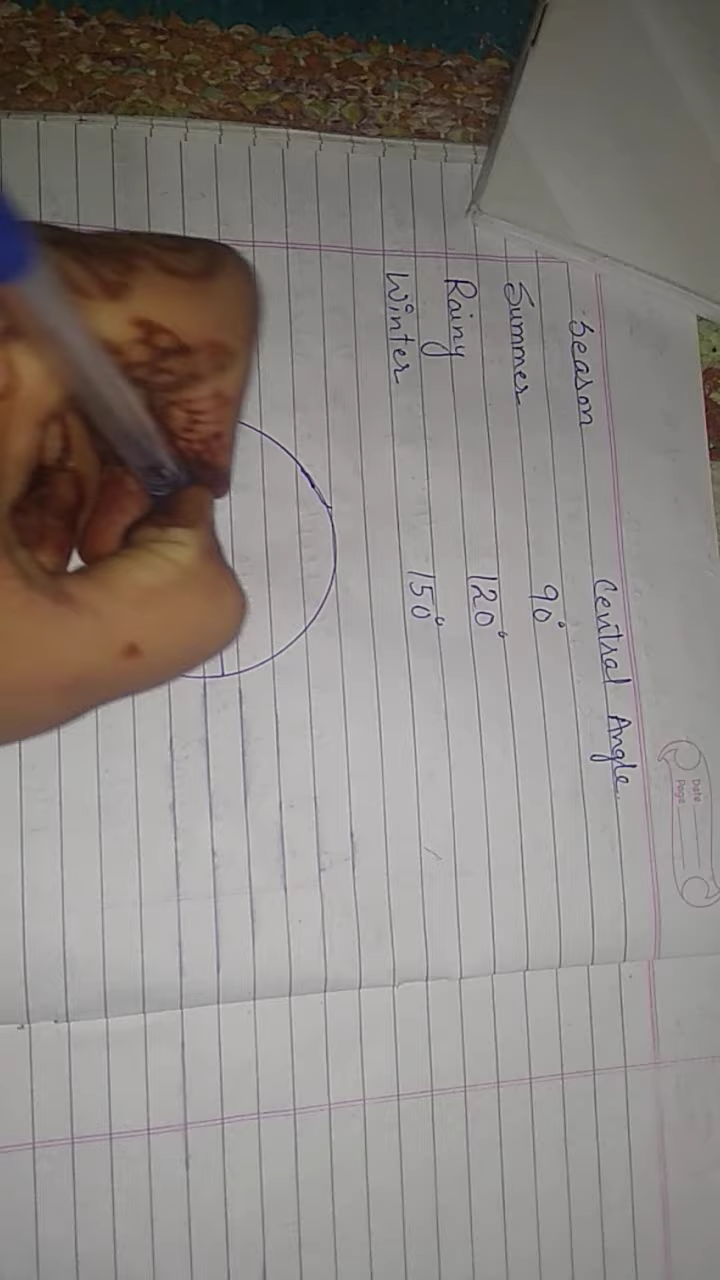 Date
Page
Season Central Angle.
Summer 90°
Rainy 120°
Winter 150°